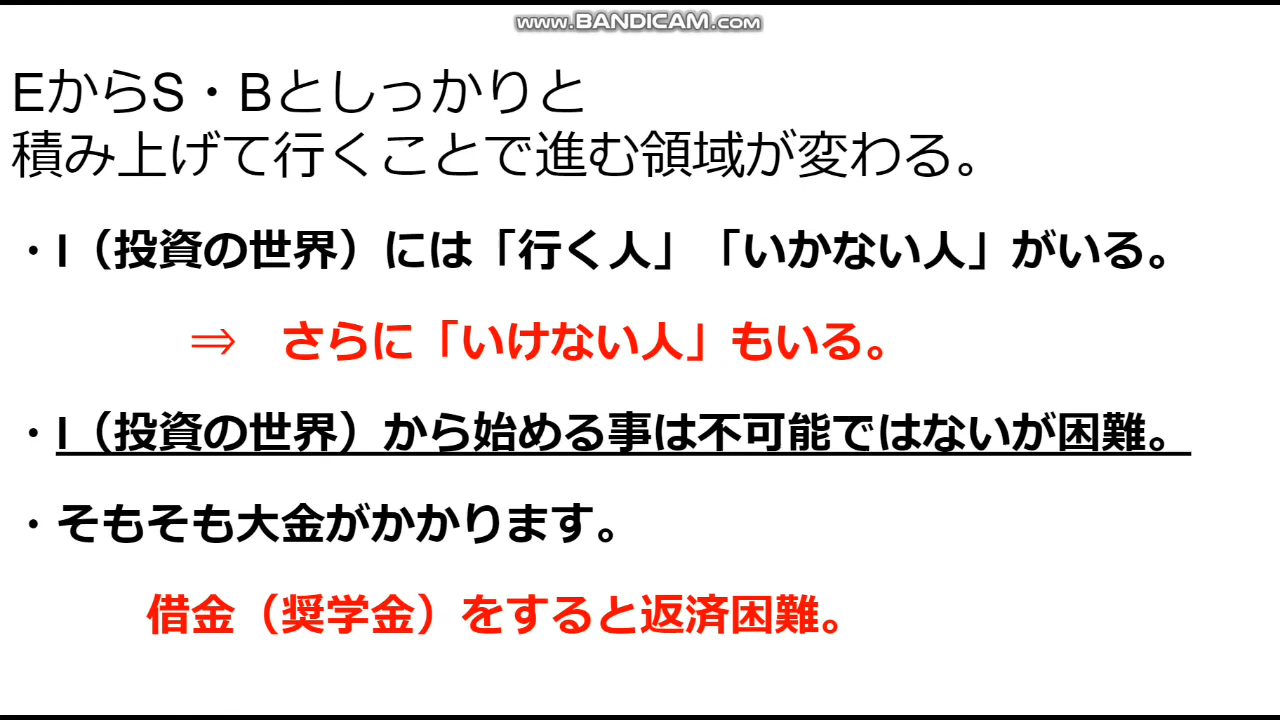 www.BANDICAM.com
EからS・Bとしっかりと
積み上げて行くことで進む領域が変わる。
・I（投資の世界）には「行く人」「いかない人」がいる。
⇒　さらに「いけない人」もいる。
・I（投資の世界）から始める事は不可能ではないが困難。
・そもそも大金がかかります。
借金（奨学金）をすると返済困難。